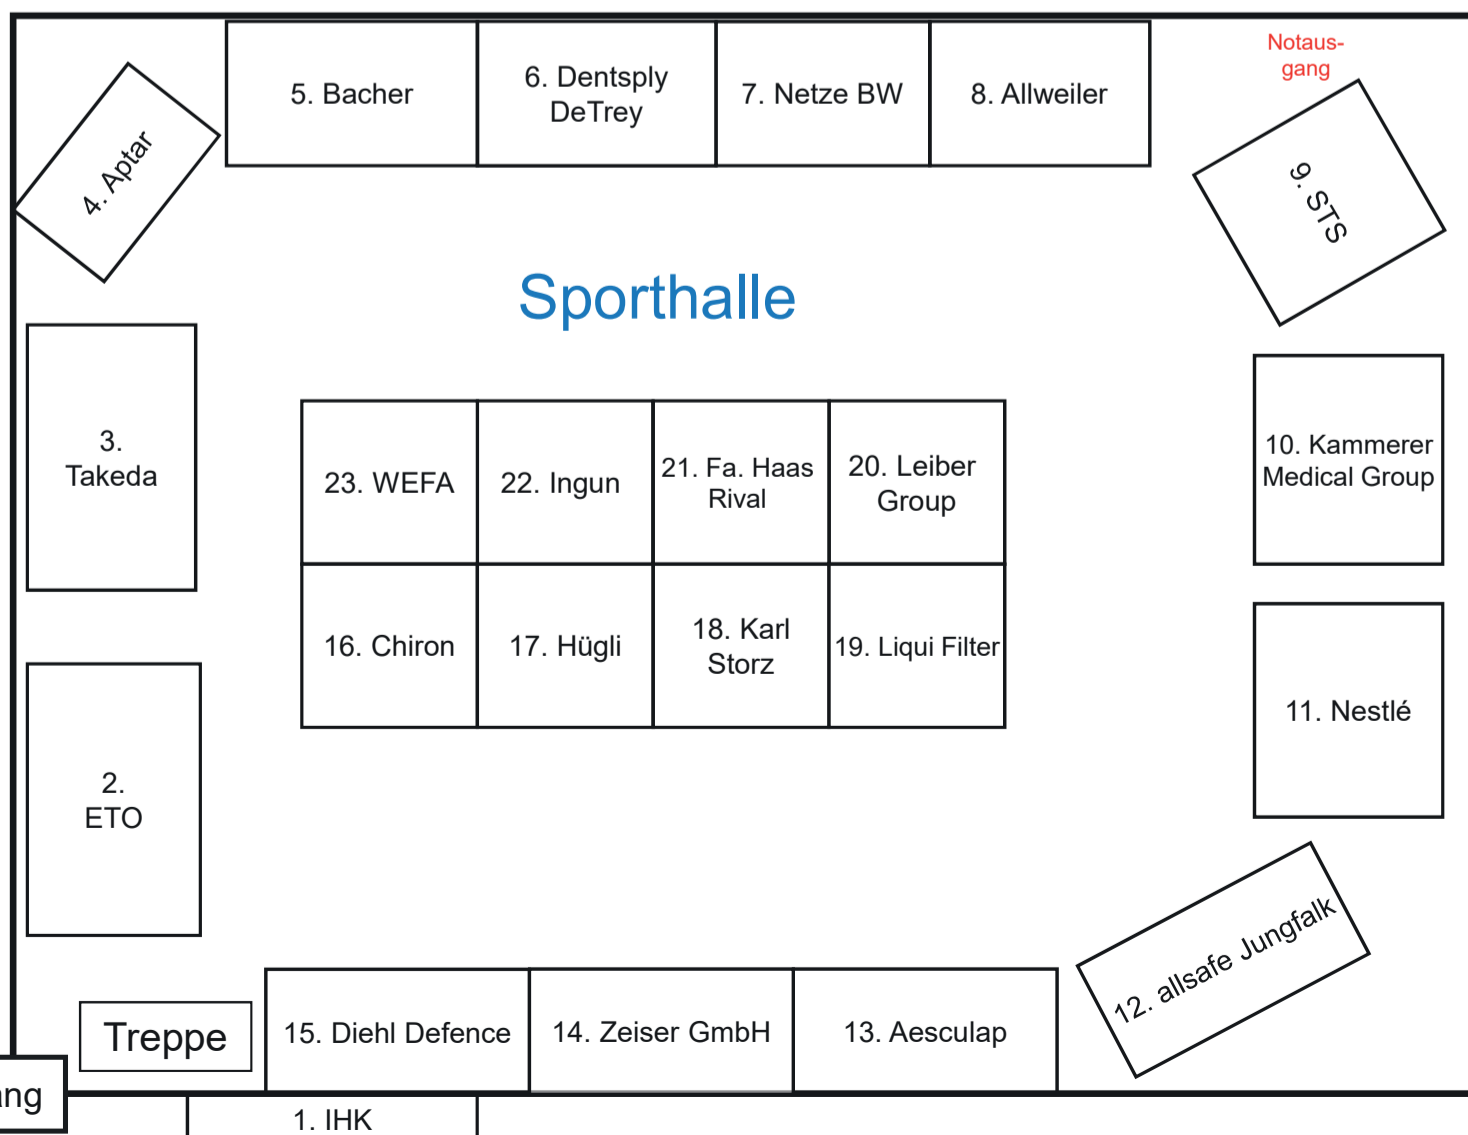 Notaus-
gang
5. Bacher
6. Dentsply
DeTrey
7. Netze BW
8. Allweiler
4. Aptar
9. STS
Sporthalle
3.
Takeda
23. WEFA
22. Ingun
21. Fa. Haas
Rival
20. Leiber
Group
10. Kammerer
Medical Group
16. Chiron
17. Hügli
18. Karl
Storz
19. Liqui Filter
11. Nestlé
2.
ETO
12. allsafe Jungfalk
Treppe
15. Diehl Defence
14. Zeiser GmbH
13. Aesculap
1. IHK